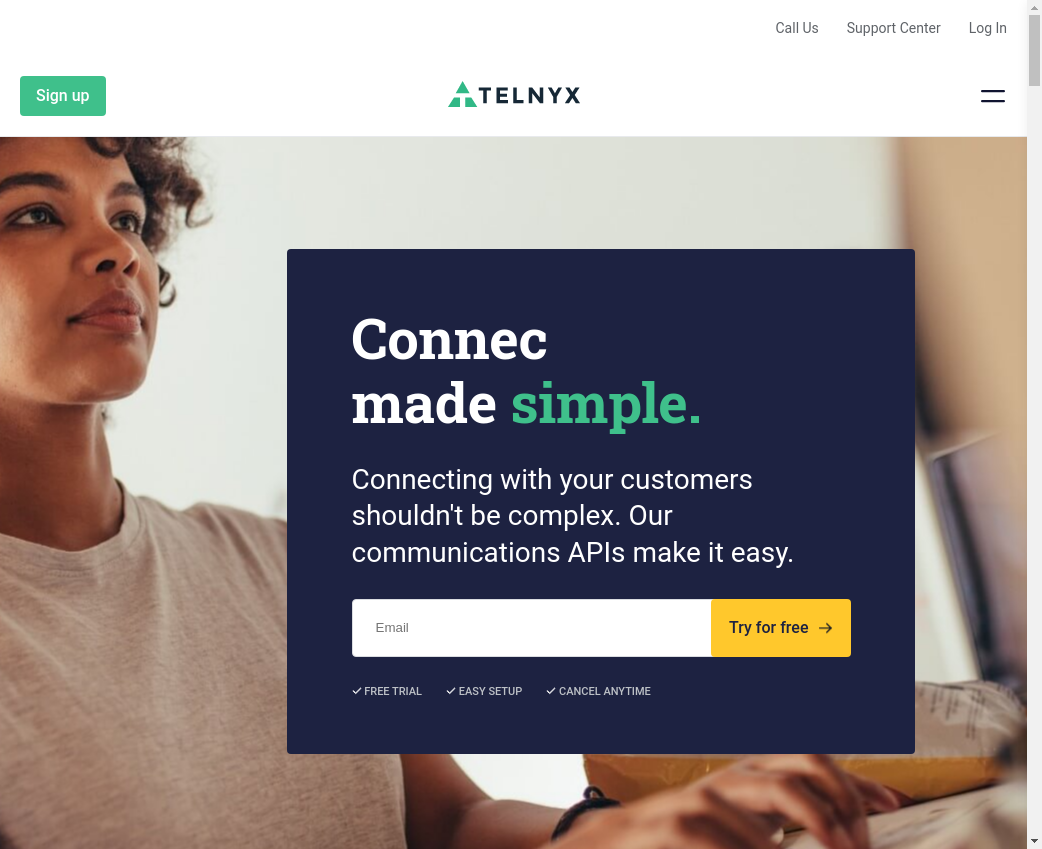 Call Us Support Center Log In
Sign up
TELNYX
Connec
made simple.
Connecting with your customers
shouldn't be complex. Our
communications APIs make it easy.
Email
Try for free
FREE TRIAL EASY SETUP CANCEL ANYTIME